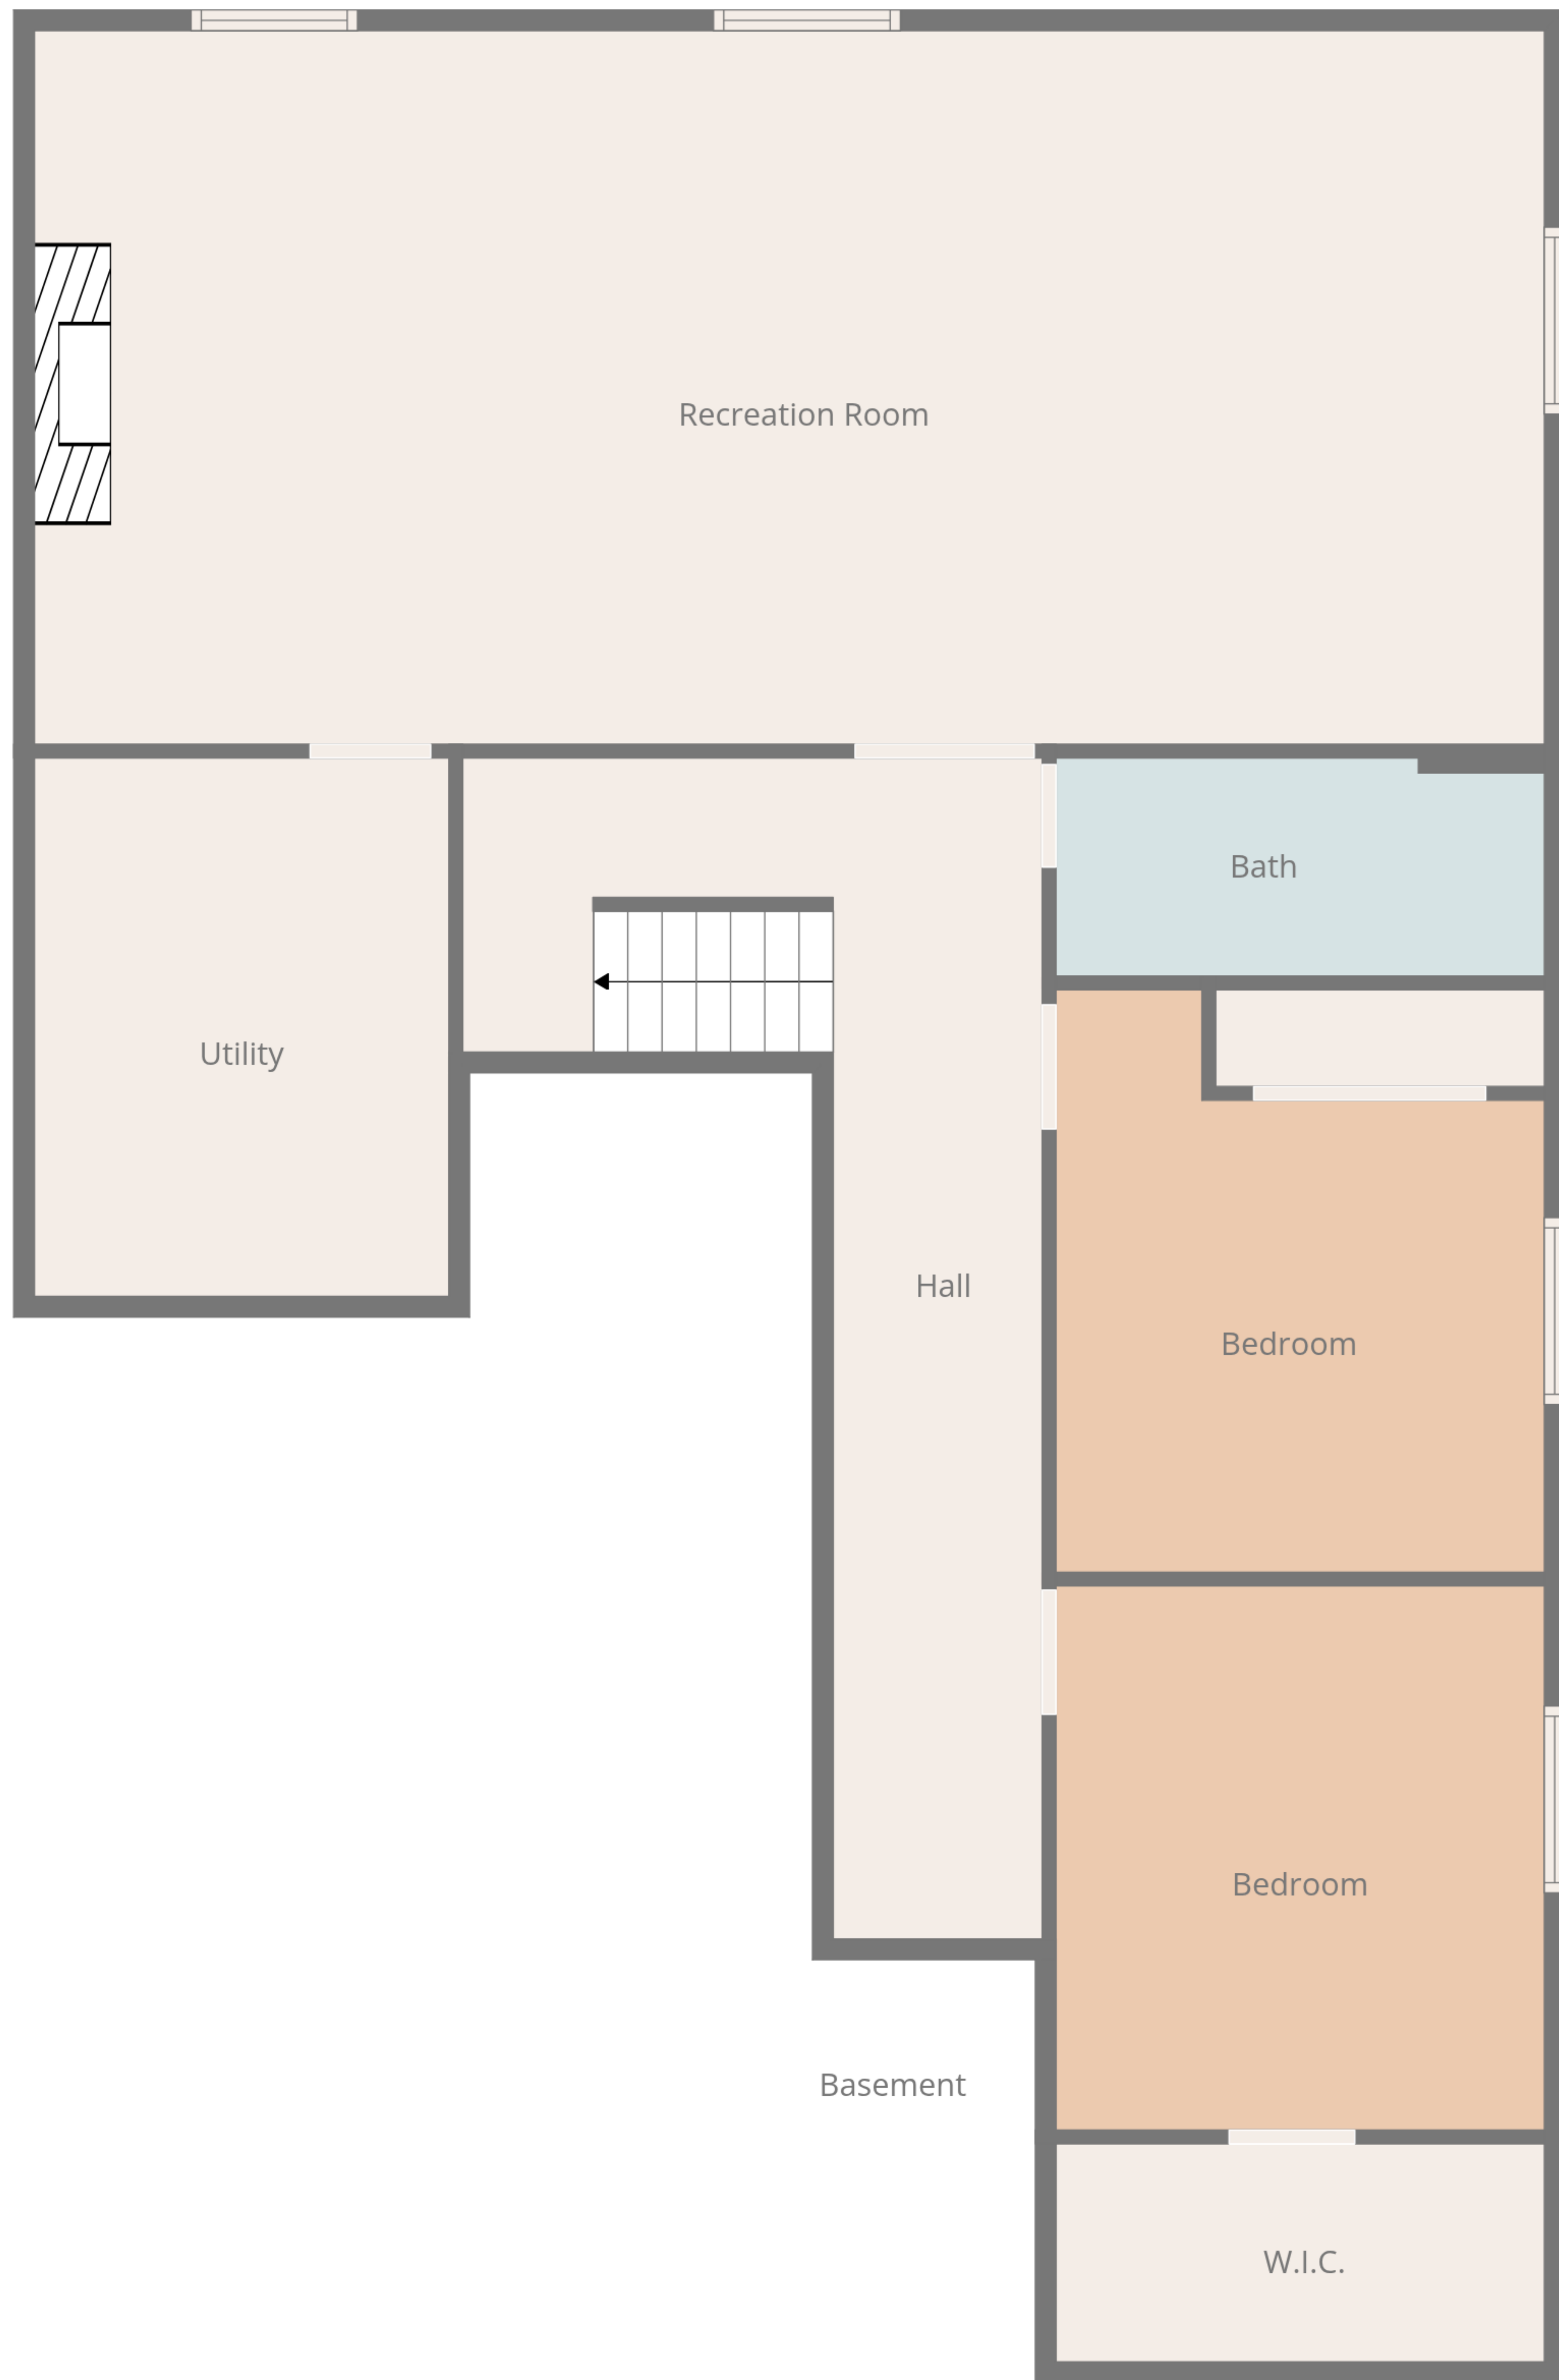 Recreation Room
Bath
Utility
Hall
Bedroom
Bedroom
Basement
W.I.C.